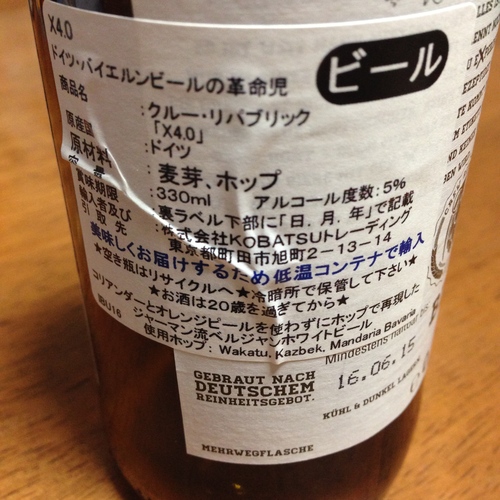 X4.0
ドイツ・バイエルンビールの革命児
ビール
商品名 :クルー・リパブリック
「X4.0」
原産国 :ドイツ
原材料 :麦芽、ホップ
容量 :330ml アルコール度数:5%
賞味期限 :裏ラベル下部に「日. 月. 年」で記載
輸入者及び :株式会社KOBATSUトレーディング
引取先 東京都町田市旭町2-13-14
美味しくお届けするため低温コンテナで輸入
★空き瓶はリサイクルへ★冷暗所で保管して下さい★
★お酒は20歳を過ぎてから★
コリアンダーとオレンジピールを使わずにホップで再現した
ジャーマン流ベルジャンホワイトビール
IBU16 使用ホップ: Wakatu, Kazbek, Mandaria Bavaria
Mindestens haltbar
16.06.15
GEBRAUT NACH
DEUTSCHEM
REINHEITSGEBOT.
KÜHL & DUNKEL LAGERN
MEHRWEGFLASCHE